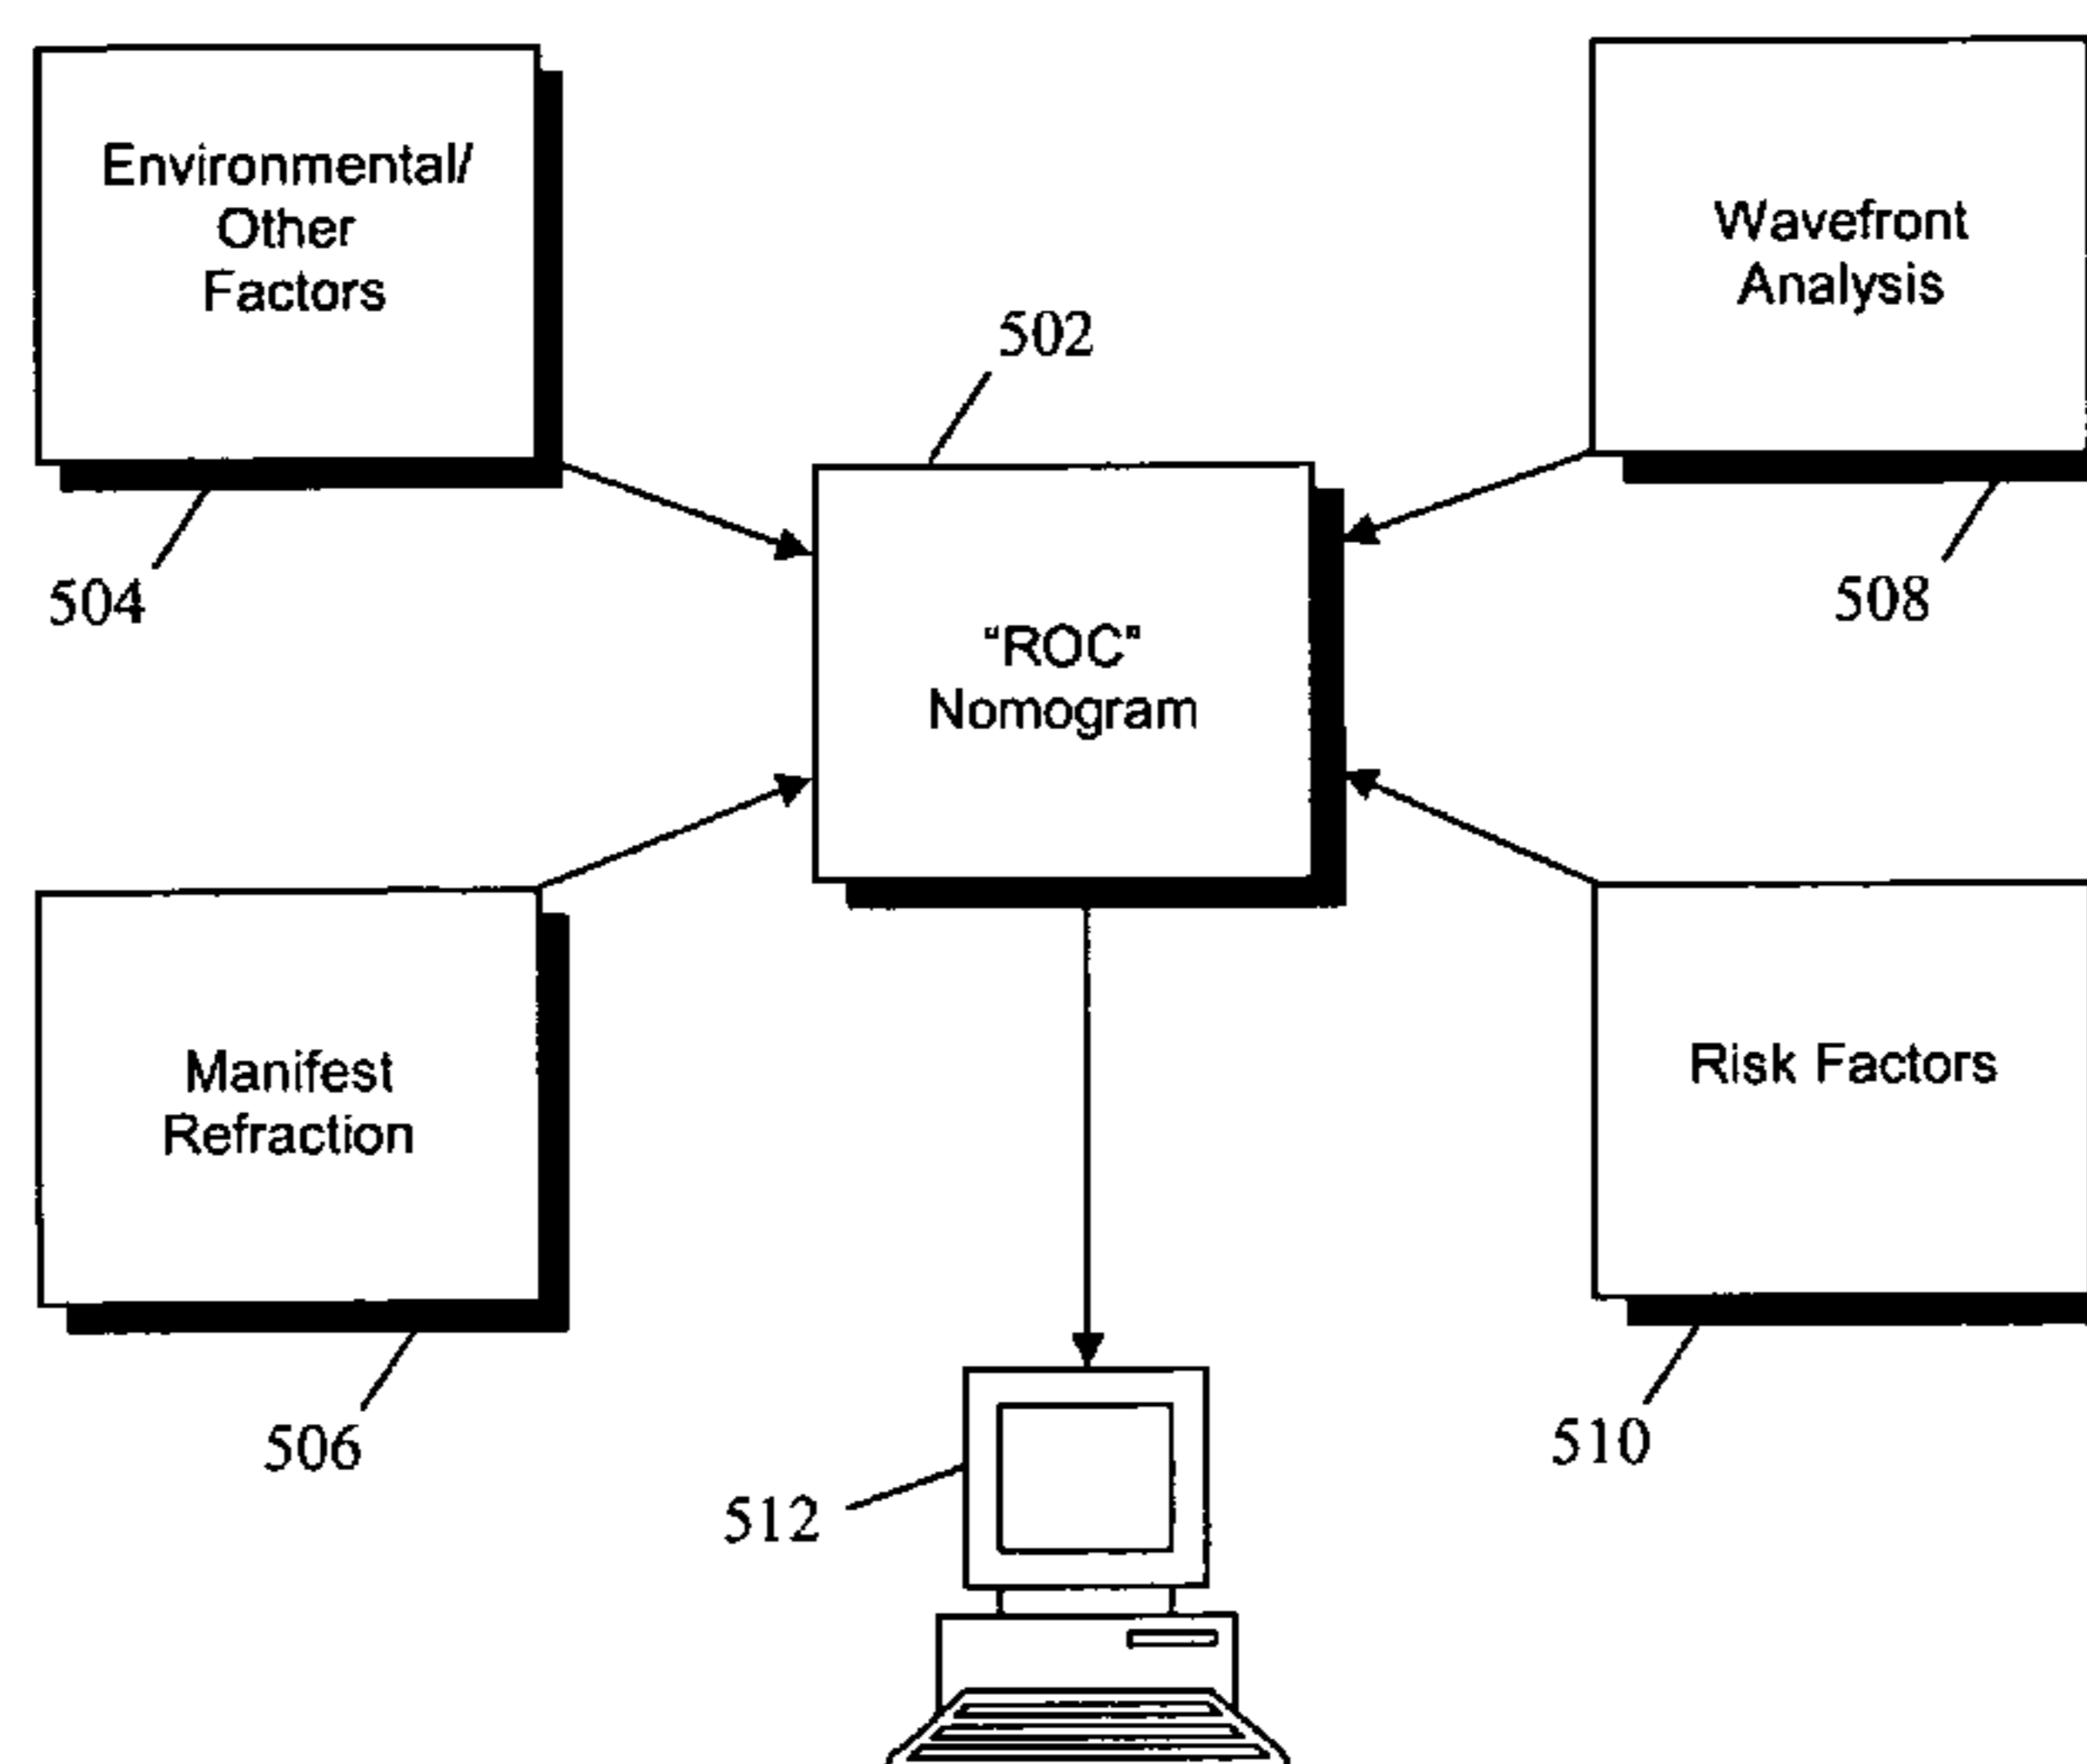 Environmental/
Other
Factors
504
Wavefront
Analysis
508
502
"ROC"
Nomogram
Manifest
Refraction
506
Risk Factors
510
512